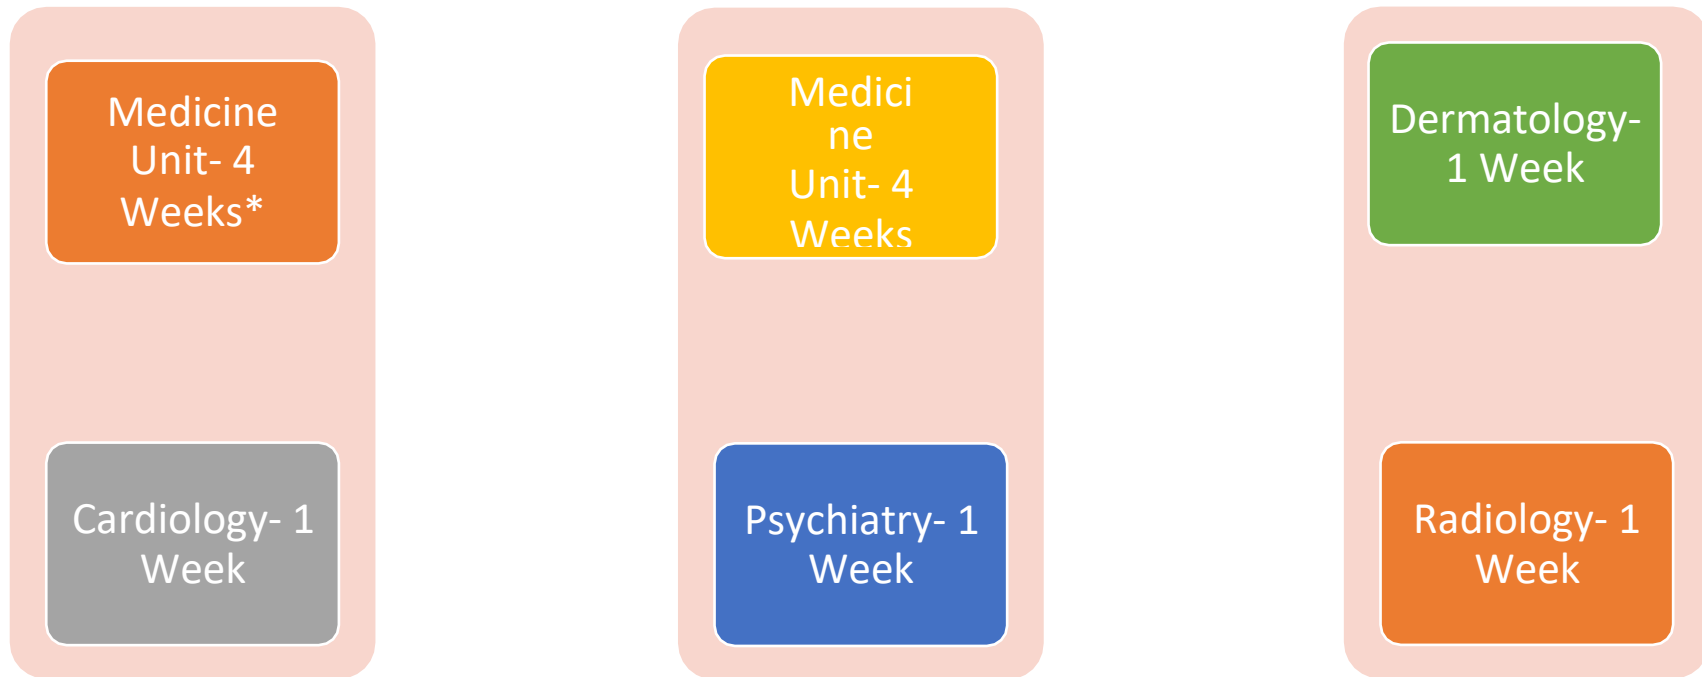 Medicine
Unit- 4
Weeks*
Medici
ne
Unit- 4
Weeks
Dermatology-
1 Week
Cardiology- 1
Week
Psychiatry- 1
Week
Radiology- 1
Week